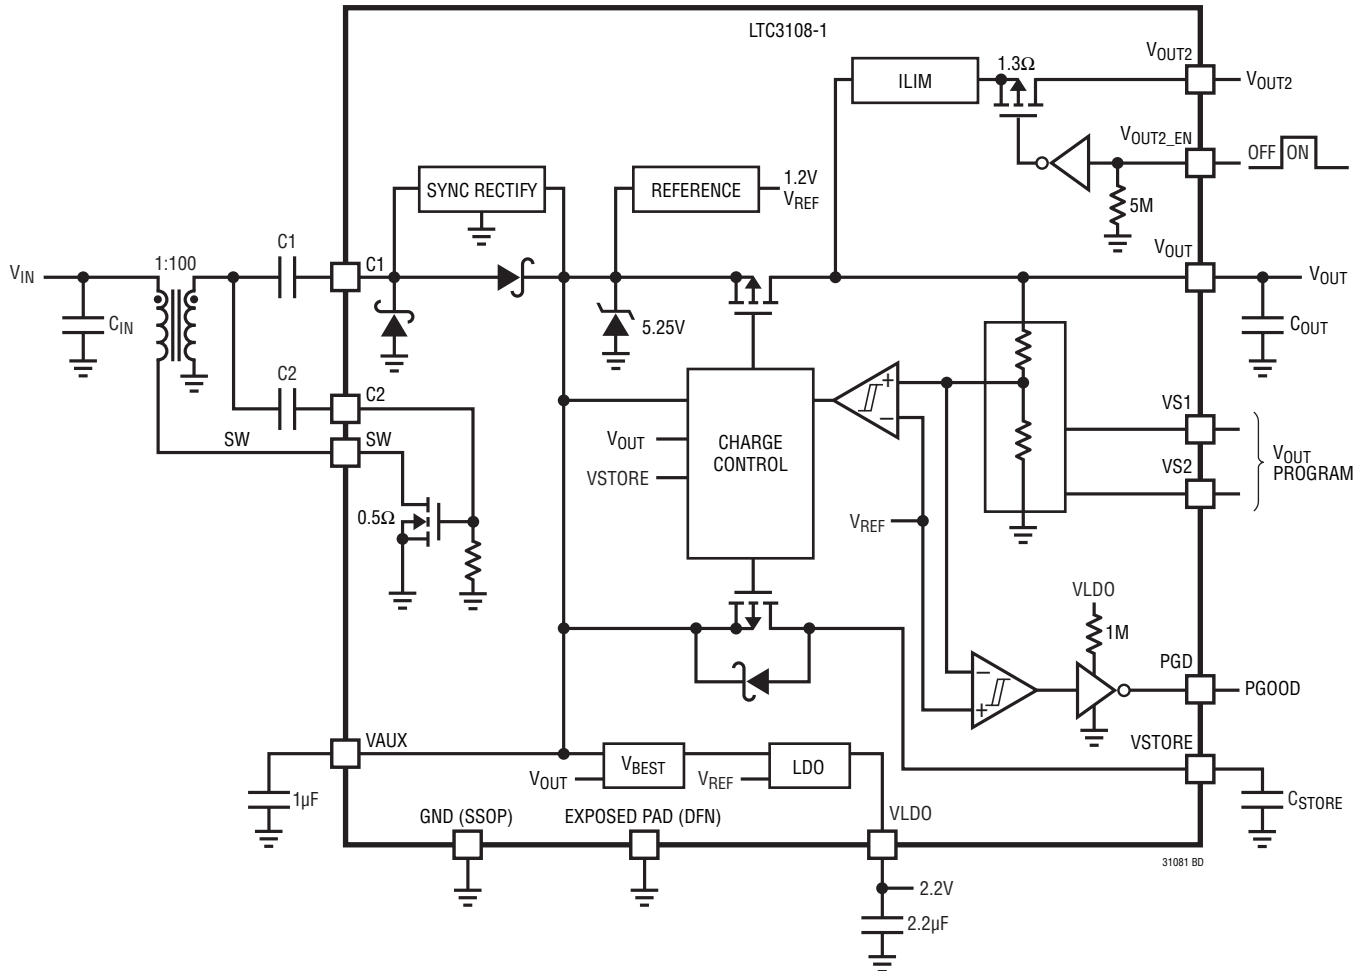 LTC3108-1
VOUT2
1.3Ω
ILIM
VOUT2
VOUT2_EN
OFF
ON
5M
SYNC RECTIFY
REFERENCE
1.2V
VREF
VOUT
C1
1:100
VIN
C1
VOUT
CIN
5.25V
COUT
C2
C2
VS1
SW
SW
VOUT
VSTORE
CHARGE
CONTROL
+
−
VS2
VOUT
PROGRAM
0.5Ω
VREF
VLDO
1M
PGD
PGOOD
−
+
VAUX
VSTORE
VBEST
LDO
VOUT
VREF
1µF
CSTORE
GND (SSOP)
EXPOSED PAD (DFN)
VLDO
31081 BD
2.2V
2.2µF